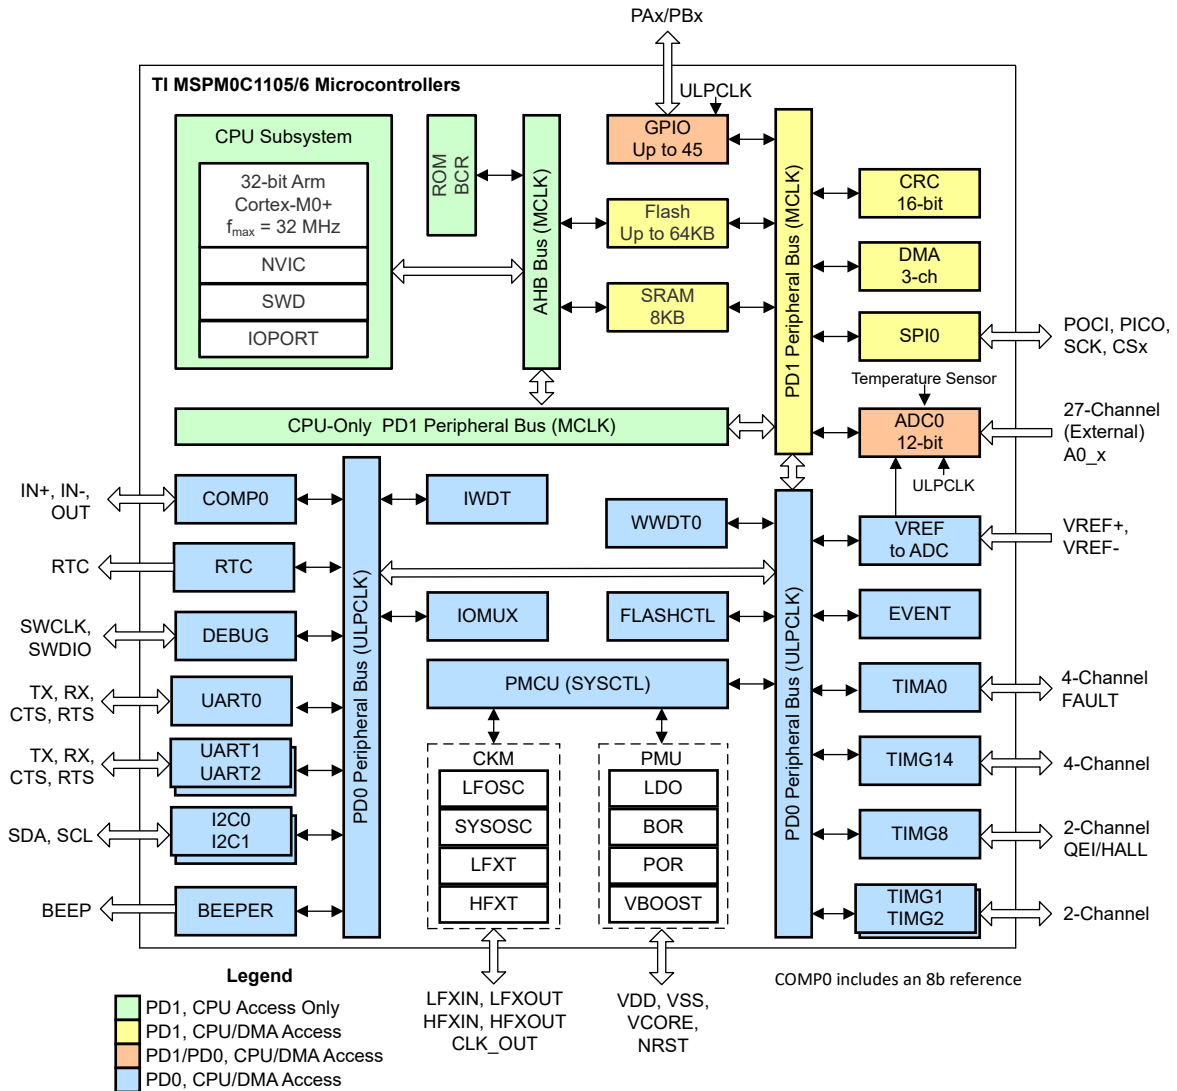 PAx/PBx
TI MSPM0C1105/6 Microcontrollers
ULPCLK
CPU Subsystem
32-bit Arm
Cortex-M0+
fmax = 32 MHz
NVIC
SWD
IOPORT
ROM
BCR
AHB Bus (MCLK)
GPIO
Up to 45
Flash
Up to 64KB
SRAM
8KB
PD1 Peripheral Bus (MCLK)
CRC
16-bit
DMA
3-ch
SPI0
POCI, PICO,
SCK, CSx
Temperature Sensor
ADC0
12-bit
27-Channel
(External)
A0_x
ULPCLK
CPU-Only PD1 Peripheral Bus (MCLK)
IN+, IN-,
OUT
COMP0
RTC
RTC
SWCLK,
SWDIO
DEBUG
TX, RX,
CTS, RTS
UART0
TX, RX,
CTS, RTS
UART1
UART2
SDA, SCL
I2C0
I2C1
BEEP
BEEPER
PD0 Peripheral Bus (ULPCLK)
IWDT
IOMUX
WWDT0
FLASHCTL
PMCU (SYSCTL)
CKM
LFOSC
SYSOSC
LFXT
HFXT
PMU
LDO
BOR
POR
VBOOST
PD0 Peripheral Bus (ULPCLK)
VREF
to ADC
VREF+,
VREF-
EVENT
TIMA0
4-Channel
FAULT
TIMG14
4-Channel
TIMG8
2-Channel
QEI/HALL
TIMG1
TIMG2
2-Channel
Legend
PD1, CPU Access Only
PD1, CPU/DMA Access
PD1/PD0, CPU/DMA Access
PD0, CPU/DMA Access
LFXIN, LFXOUT
HFXIN, HFXOUT
CLK_OUT
VDD, VSS,
VCORE,
NRST
COMP0 includes an 8b reference